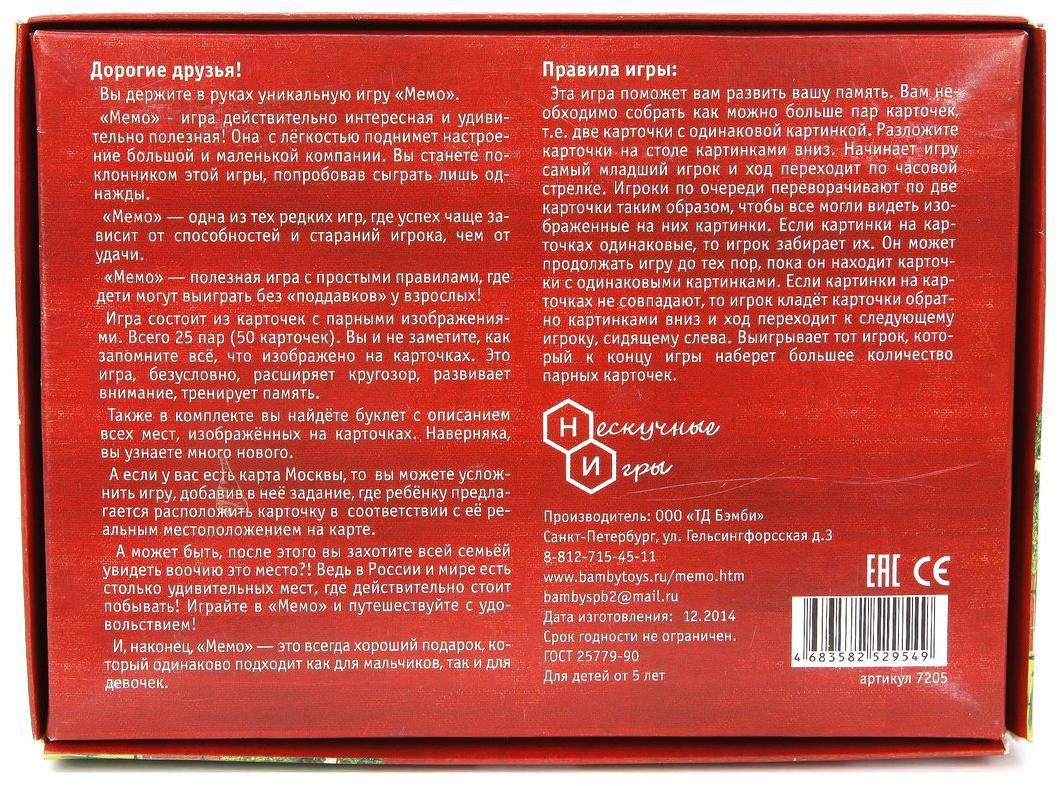 Дорогие друзья!
Вы держите в руках уникальную игру «Мемо».
«Мемо» - игра действительно интересная и удиви-
тельно полезная! Она с лёгкостью поднимет настрое-
ние большой и маленькой компании. Вы станете по-
клонником этой игры, попробовав сыграть лишь од-
нажды.
«Мемо» — одна из тех редких игр, где успех чаще за-
висит от способностей и стараний игрока, чем от
удачи.
«Мемо» — полезная игра с простыми правилами, где
дети могут выиграть без «поддавков» у взрослых!
Игра состоит из карточек с парными изображения-
ми. Всего 25 пар (50 карточек). Вы и не заметите, как
запомните всё, что изображено на карточках. Это
игра, безусловно, расширяет кругозор, развивает
внимание, тренирует память.
Также в комплекте вы найдёте буклет с описанием
всех мест, изображённых на карточках. Наверняка,
вы узнаете много нового.
А если у вас есть карта Москвы, то вы можете услож-
нить игру, добавив в неё задание, где ребёнку предла-
гается расположить карточку в соответствии с её ре-
альным местоположением на карте.
А может быть, после этого вы захотите всей семьёй
увидеть воочию это место?! Ведь в России и мире есть
столько удивительных мест, где действительно стоит
побывать! Играйте в «Мемо» и путешествуйте с удо-
вольствием!
И, наконец, «Мемо» — это всегда хороший подарок, ко-
торый одинаково подходит как для мальчиков, так и для
девочек.
Правила игры:
Эта игра поможет вам развить вашу память. Вам не-
обходимо собрать как можно больше пар карточек,
т.е. две карточки с одинаковой картинкой. Разложите
карточки на столе картинками вниз. Начинает игру
самый младший игрок и ход переходит по часовой
стрелке. Игроки по очереди переворачивают по две
карточки таким образом, чтобы все могли видеть изо-
браженные на них картинки. Если картинки на кар-
точках одинаковые, то игрок забирает их. Он может
продолжать игру до тех пор, пока он находит карточ-
ки с одинаковыми картинками. Если картинки на кар-
точках не совпадают, то игрок кладёт карточки обрат-
но картинками вниз и ход переходит к следующему
игроку, сидящему слева. Выигрывает тот игрок, кото-
рый к концу игры наберет большее количество
парных карточек.
Нескучные
Игры
Производитель: ООО «ТД Бэмби»
Санкт-Петербург, ул. Гельсингфорсская д.3
8-812-715-45-11
www.bambytoys.ru/memo.htm
bambyspb2@mail.ru
Дата изготовления: 12.2014
Срок годности не ограничен.
ГОСТ 25779-90
Для детей от 5 лет
EAC CE
4 683582 529549
артикул 7205